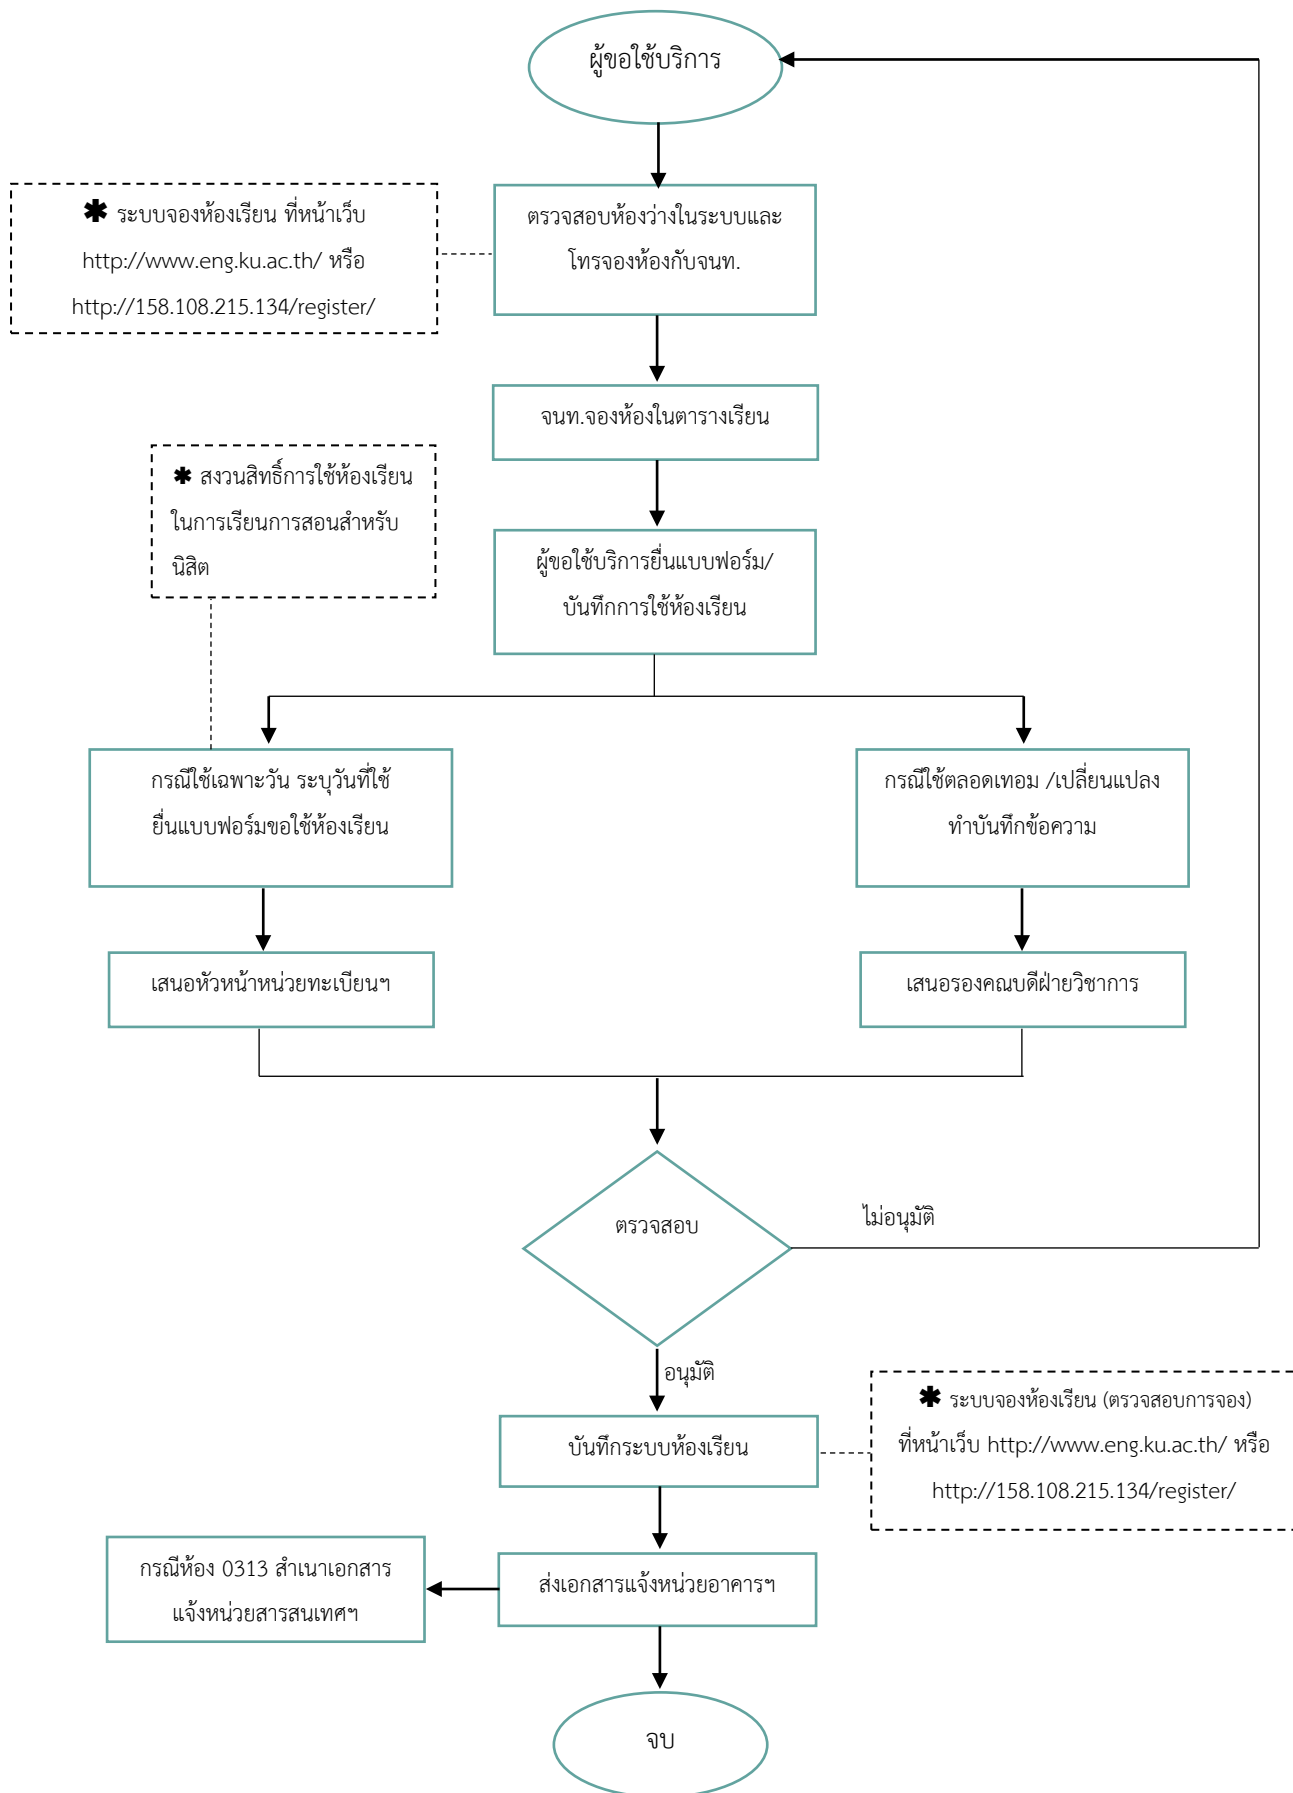 ผู้ขอใช้บริการ
✱ ระบบจองห้องเรียน ที่หน้าเว็บ
http://www.eng.ku.ac.th/ หรือ
http://158.108.215.134/register/
ตรวจสอบห้องว่างในระบบและ
โทรจองห้องกับจนท.
จนท.จองห้องในตารางเรียน
✱ สงวนสิทธิ์การใช้ห้องเรียน
ในการเรียนการสอนสำหรับ
นิสิต
ผู้ขอใช้บริการยื่นแบบฟอร์ม/
บันทึกการใช้ห้องเรียน
กรณีใช้เฉพาะวัน ระบุวันที่ใช้
ยื่นแบบฟอร์มขอใช้ห้องเรียน
กรณีใช้ตลอดเทอม /เปลี่ยนแปลง
ทำบันทึกข้อความ
เสนอหัวหน้าหน่วยทะเบียนฯ
เสนอรองคณบดีฝ่ายวิชาการ
ตรวจสอบ
ไม่อนุมัติ
อนุมัติ
บันทึกระบบห้องเรียน
✱ ระบบจองห้องเรียน (ตรวจสอบการจอง)
ที่หน้าเว็บ http://www.eng.ku.ac.th/ หรือ
http://158.108.215.134/register/
กรณีห้อง 0313 สำเนาเอกสาร
แจ้งหน่วยสารสนเทศฯ
ส่งเอกสารแจ้งหน่วยอาคารฯ
จบ